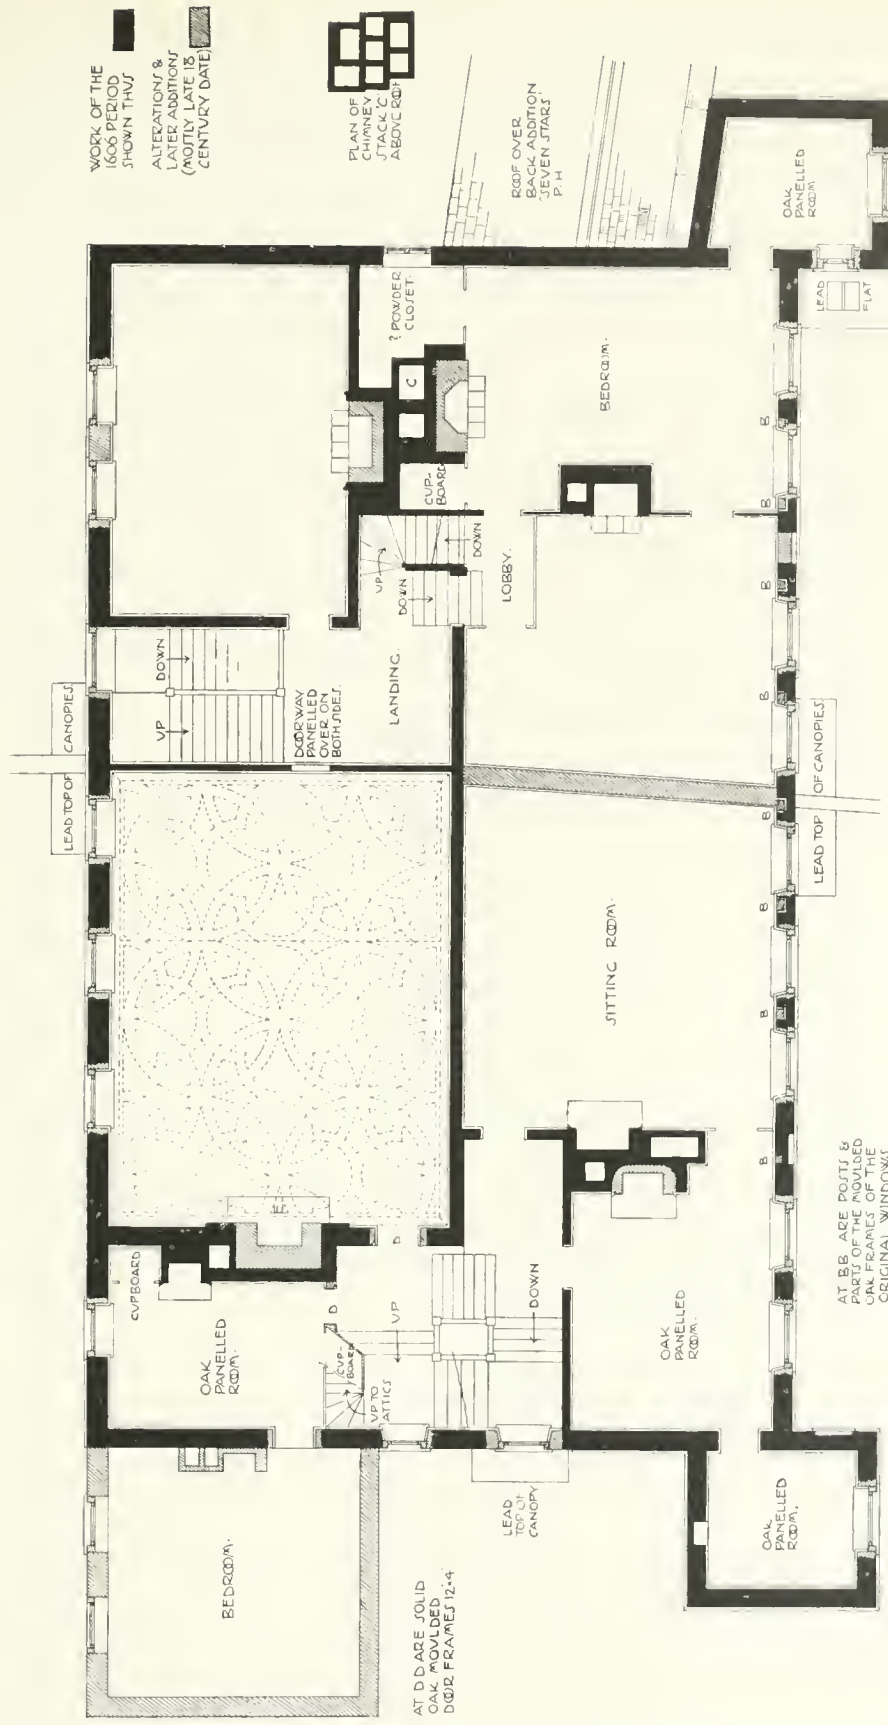 WORK OF THE
1606 PERIOD
SHOWN THVS
ALTERATIONS &
LATER ADDITIONS
(MOSTLY LATE 18
CENTURY DATE)
PLAN OF
CHIMNEY
STACK 'C'
ABOVE ROOF
ROOF OVER
BACK ADDITION
'SEVEN STARS'
P. H
OAK
PANELLED
ROOM
LEAD
FLAT
? POWDER
CLOSET.
C
CUP-
BOARD
BEDROOM.
UP
DOWN
DOWN
LOBBY.
LANDING.
DOWN
UP
LEAD TOP OF CANOPIES.
DOORWAY
PANELLED
OVER ON
BOTH SIDES.
B
B
B
B
B
B
B
B
LEAD TOP OF CANOPIES.
SITTING ROOM.
CUPBOARD
OAK
PANELLED
ROOM.
D
D
CUP-
BOARD
UP TO
ATTICS
UP
DOWN
OAK
PANELLED
ROOM.
AT BB ARE POSTS &
PARTS OF THE MOULDED
OAK FRAMES OF THE
ORIGINAL WINDOWS
BEDROOM.
LEAD
TOP OF
CANOPY
OAK
PANELLED
ROOM.
AT D D ARE SOLID
OAK MOVLDED
DOOR FRAMES 12"·4"